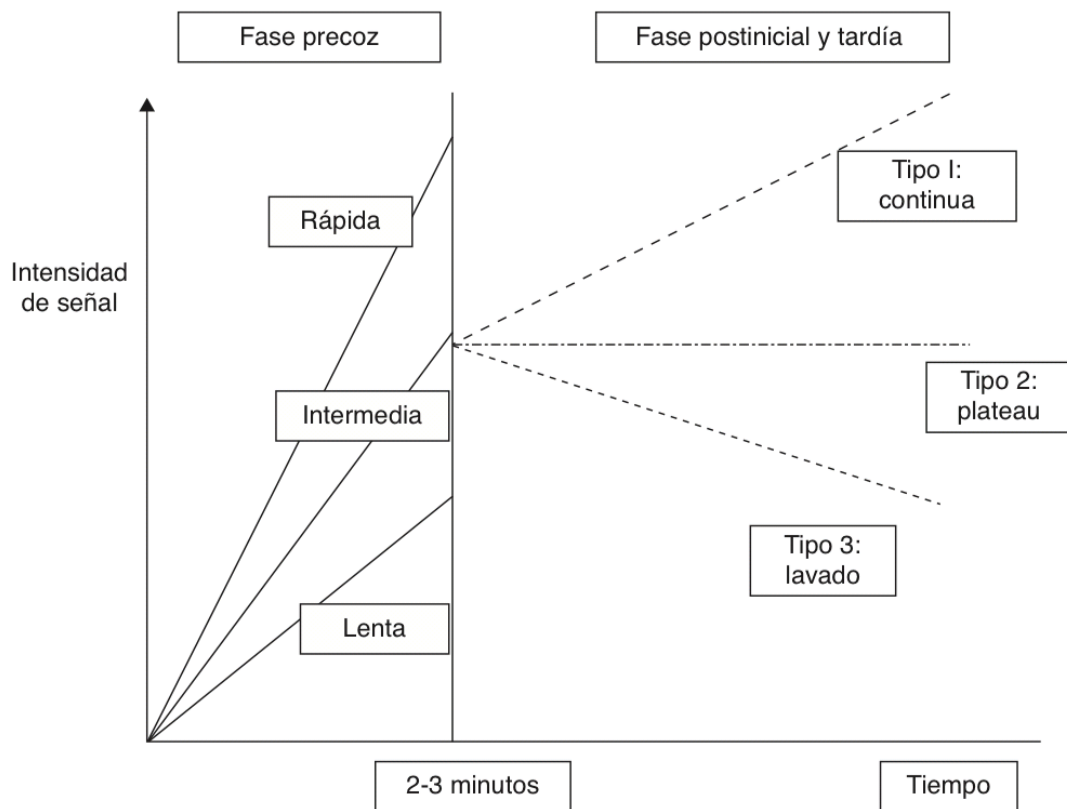 Fase precoz
Fase postinicial y tardía
Tipo I:
continua
Rápida
Intensidad
de señal
Tipo 2:
plateau
Intermedia
Tipo 3:
lavado
Lenta
2-3 minutos
Tiempo